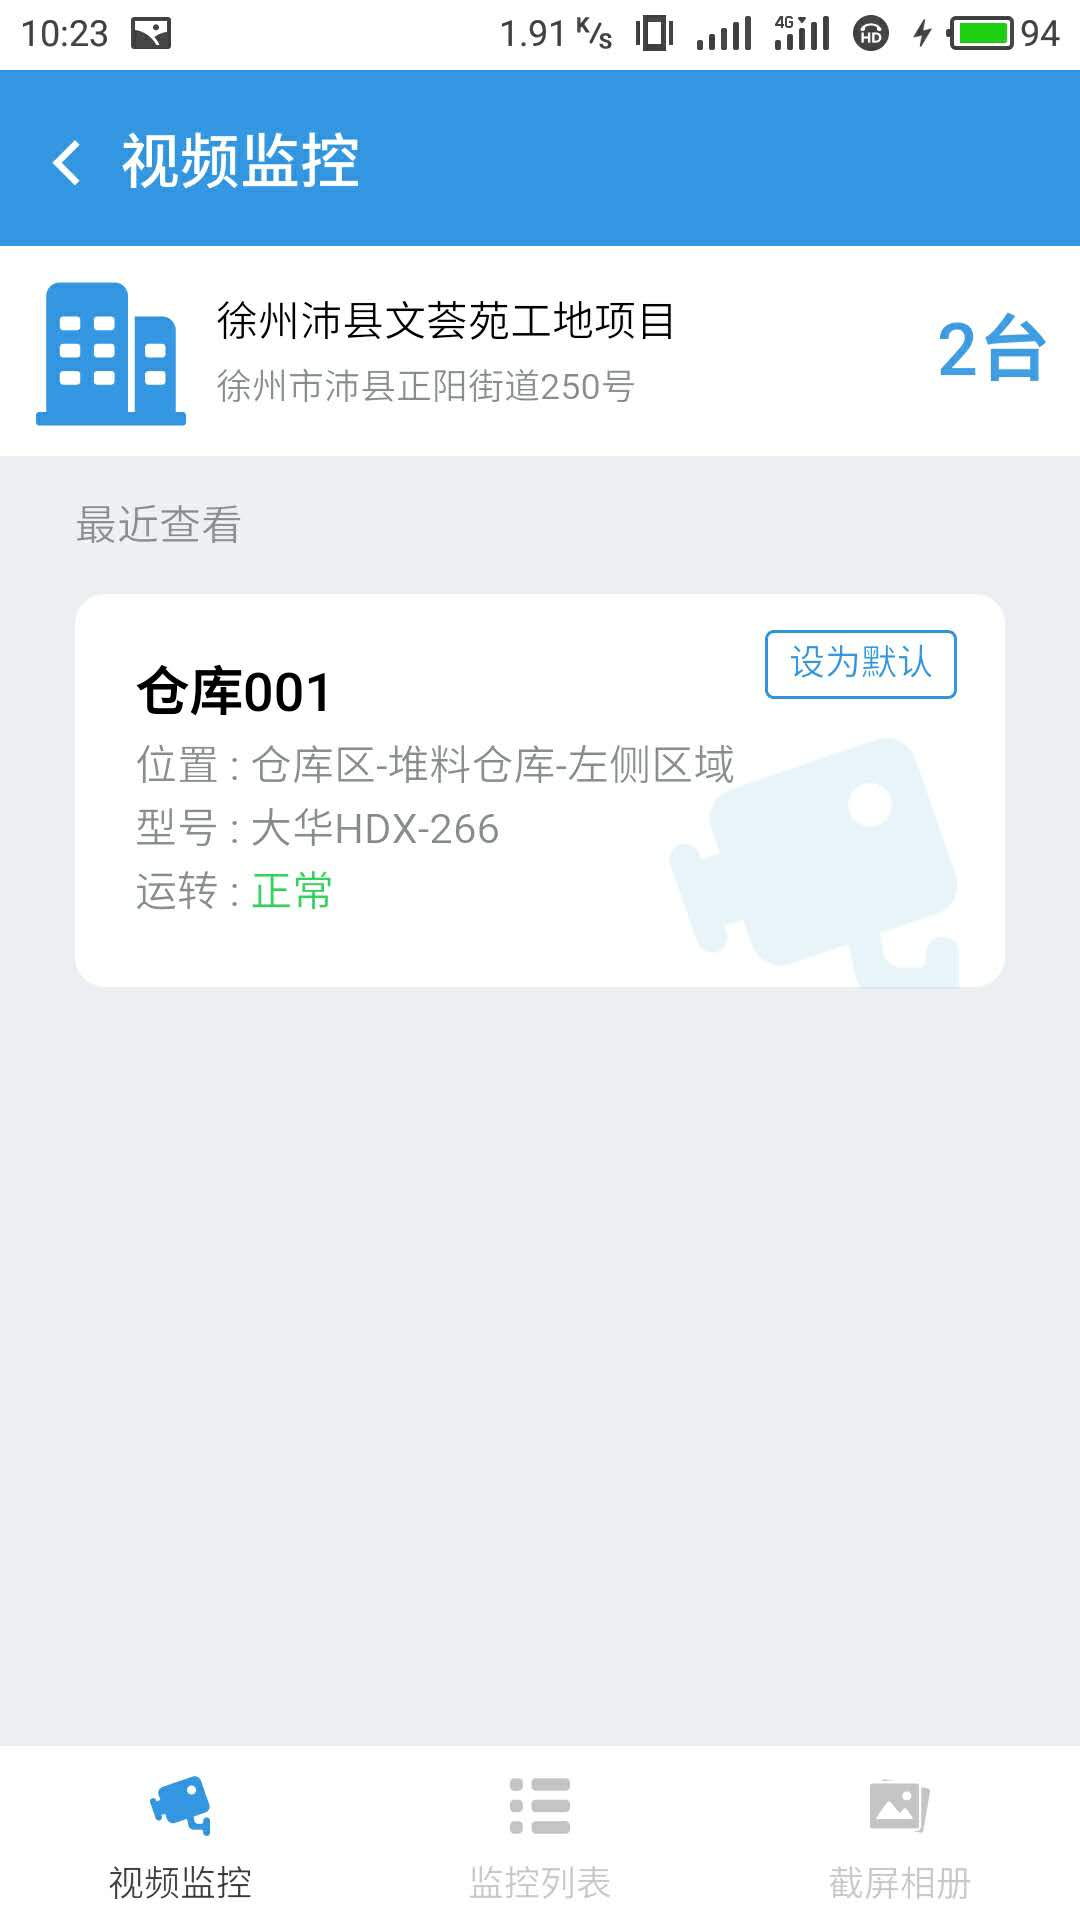 10:23 1.91 K/s 4G HD 94
视频监控
徐州沛县文荟苑工地项目
徐州市沛县正阳街道250号
2台
最近查看
设为默认
仓库001
位置 : 仓库区-堆料仓库-左侧区域
型号 : 大华HDX-266
运转 : 正常
视频监控 监控列表 截屏相册